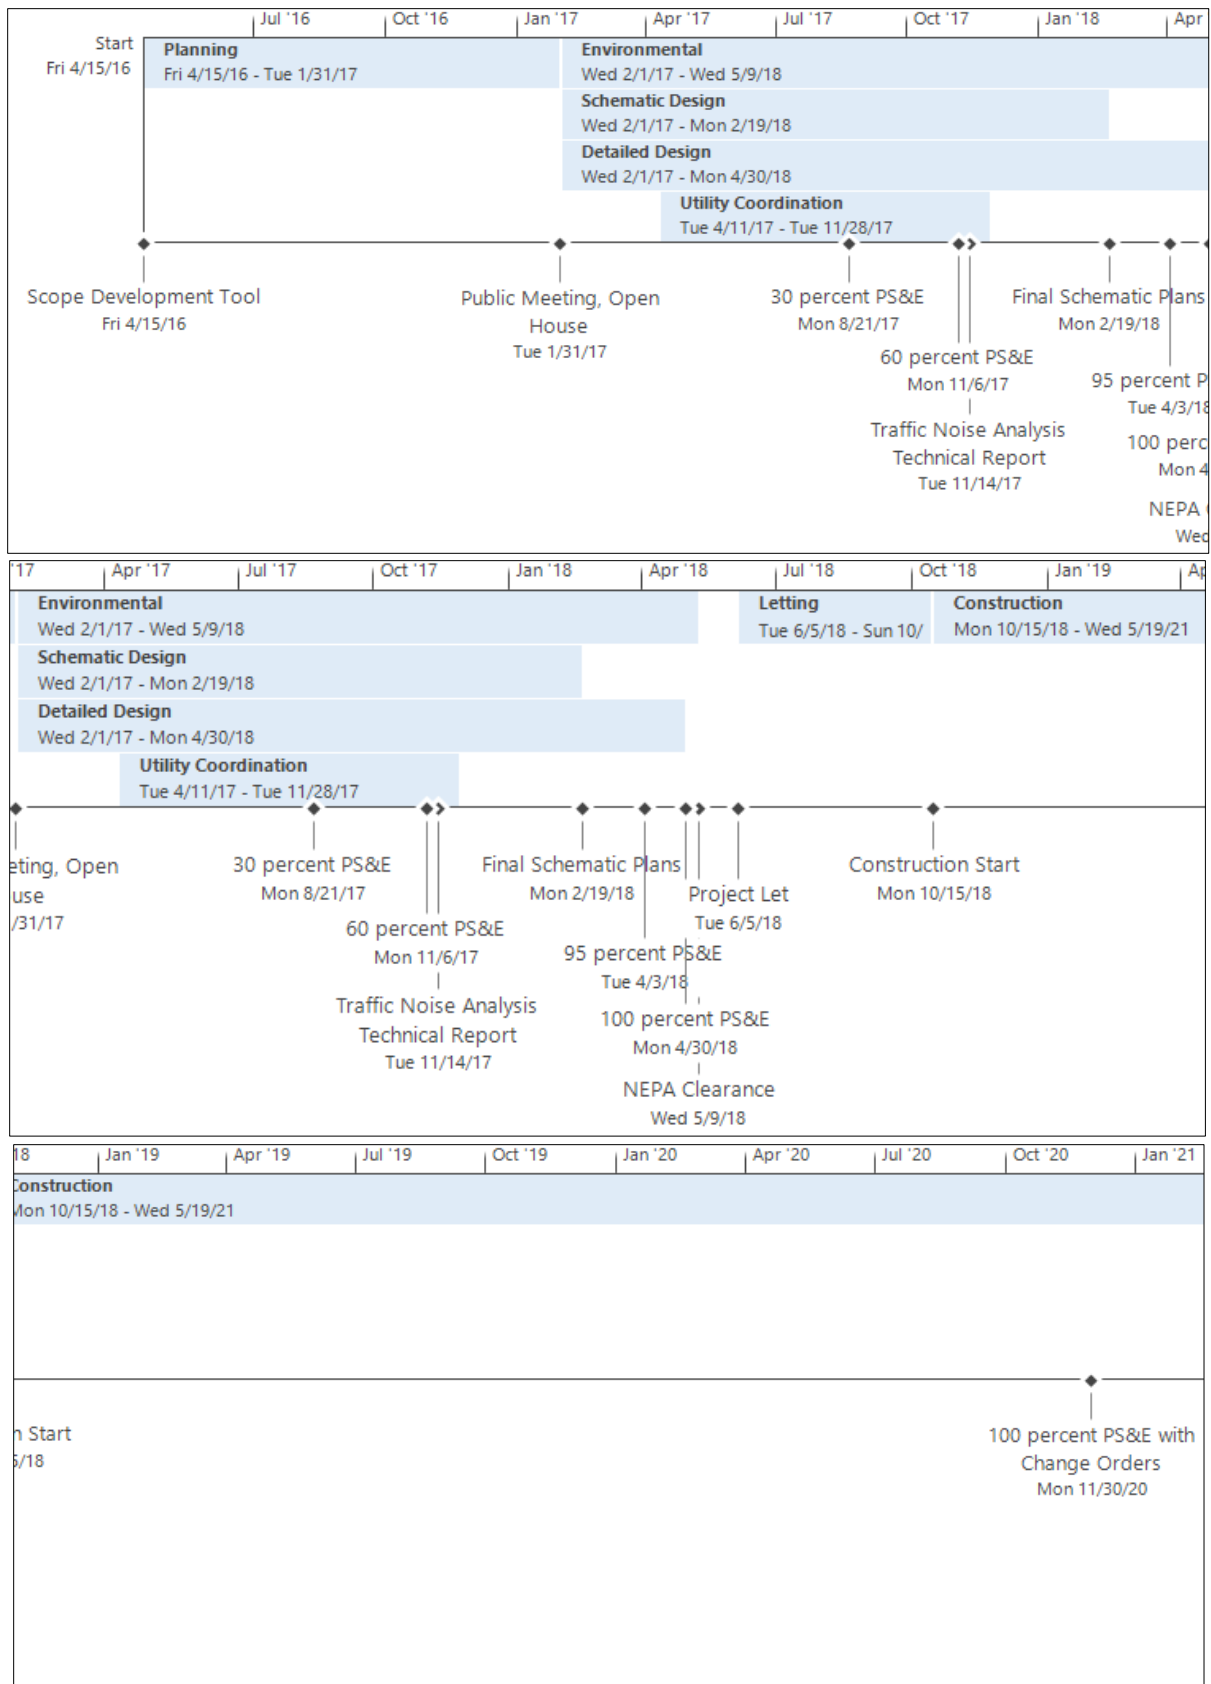 Jul '16 Oct '16 Jan '17 Apr '17 Jul '17 Oct '17 Jan '18 Apr
Start
Fri 4/15/16
Planning
Fri 4/15/16 - Tue 1/31/17
Environmental
Wed 2/1/17 - Wed 5/9/18
Schematic Design
Wed 2/1/17 - Mon 2/19/18
Detailed Design
Wed 2/1/17 - Mon 4/30/18
Utility Coordination
Tue 4/11/17 - Tue 11/28/17
Scope Development Tool
Fri 4/15/16
Public Meeting, Open
House
Tue 1/31/17
30 percent PS&E
Mon 8/21/17
60 percent PS&E
Mon 11/6/17
Traffic Noise Analysis
Technical Report
Tue 11/14/17
Final Schematic Plans
Mon 2/19/18
95 percent P
Tue 4/3/18
100 perc
Mon 4
NEPA
Wed
'17 Apr '17 Jul '17 Oct '17 Jan '18 Apr '18 Jul '18 Oct '18 Jan '19 Ap
Environmental
Wed 2/1/17 - Wed 5/9/18
Letting
Tue 6/5/18 - Sun 10/
Construction
Mon 10/15/18 - Wed 5/19/21
Schematic Design
Wed 2/1/17 - Mon 2/19/18
Detailed Design
Wed 2/1/17 - Mon 4/30/18
Utility Coordination
Tue 4/11/17 - Tue 11/28/17
eting, Open
use
/31/17
30 percent PS&E
Mon 8/21/17
60 percent PS&E
Mon 11/6/17
Traffic Noise Analysis
Technical Report
Tue 11/14/17
Final Schematic Plans
Mon 2/19/18
95 percent PS&E
Tue 4/3/18
100 percent PS&E
Mon 4/30/18
NEPA Clearance
Wed 5/9/18
Project Let
Tue 6/5/18
Construction Start
Mon 10/15/18
18 Jan '19 Apr '19 Jul '19 Oct '19 Jan '20 Apr '20 Jul '20 Oct '20 Jan '21
Construction
Mon 10/15/18 - Wed 5/19/21
n Start
5/18
100 percent PS&E with
Change Orders
Mon 11/30/20